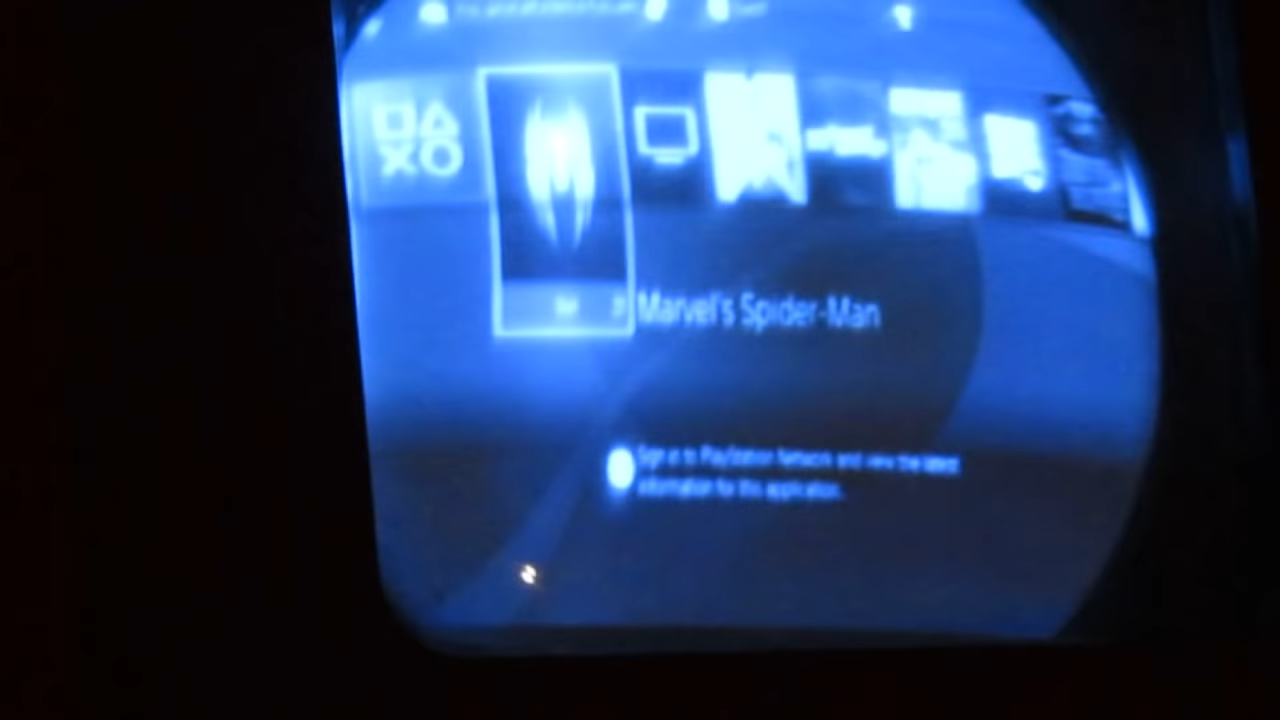 Marvel's Spider-Man
Sign in to PlayStation Network and view the latest
information for this application.